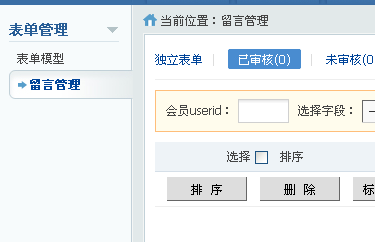 表单管理
表单模型
留言管理
当前位置：留言管理
独立表单 已审核(0) 未审核(0
会员userid： 选择字段：
选择 排序
排 序 删 除 标